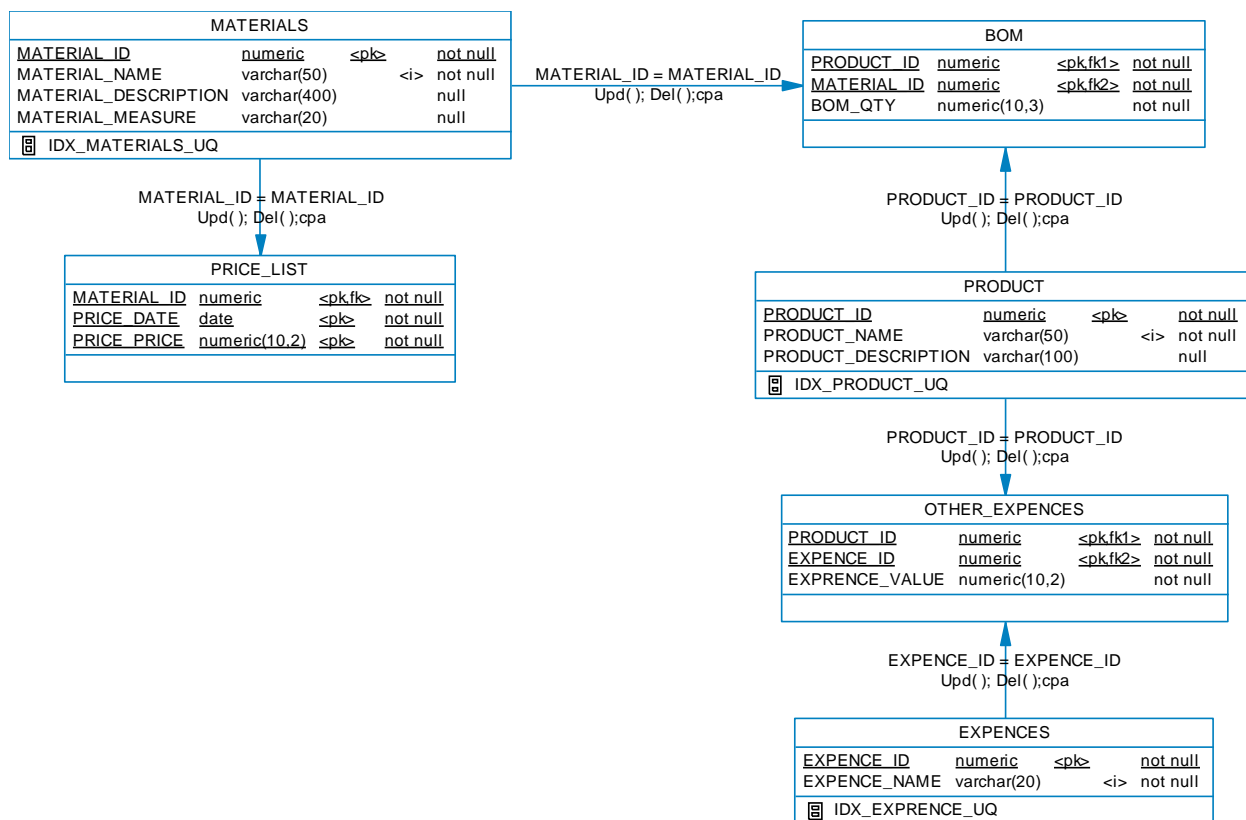 MATERIALS
MATERIAL_ID numeric <pk> not null
MATERIAL_NAME varchar(50) <i> not null
MATERIAL_DESCRIPTION varchar(400) null
MATERIAL_MEASURE varchar(20) null
IDX_MATERIALS_UQ
MATERIAL_ID = MATERIAL_ID
Upd( ); Del( );cpa
BOM
PRODUCT_ID numeric <pk,fk1> not null
MATERIAL_ID numeric <pk,fk2> not null
BOM_QTY numeric(10,3) not null
MATERIAL_ID = MATERIAL_ID
Upd( ); Del( );cpa
PRICE_LIST
MATERIAL_ID numeric <pk,fk> not null
PRICE_DATE date <pk> not null
PRICE_PRICE numeric(10,2) <pk> not null
PRODUCT_ID = PRODUCT_ID
Upd( ); Del( );cpa
PRODUCT
PRODUCT_ID numeric <pk> not null
PRODUCT_NAME varchar(50) <i> not null
PRODUCT_DESCRIPTION varchar(100) null
IDX_PRODUCT_UQ
PRODUCT_ID = PRODUCT_ID
Upd( ); Del( );cpa
OTHER_EXPENCES
PRODUCT_ID numeric <pk,fk1> not null
EXPENCE_ID numeric <pk,fk2> not null
EXPRENCE_VALUE numeric(10,2) not null
EXPENCE_ID = EXPENCE_ID
Upd( ); Del( );cpa
EXPENCES
EXPENCE_ID numeric <pk> not null
EXPENCE_NAME varchar(20) <i> not null
IDX_EXPRENCE_UQ